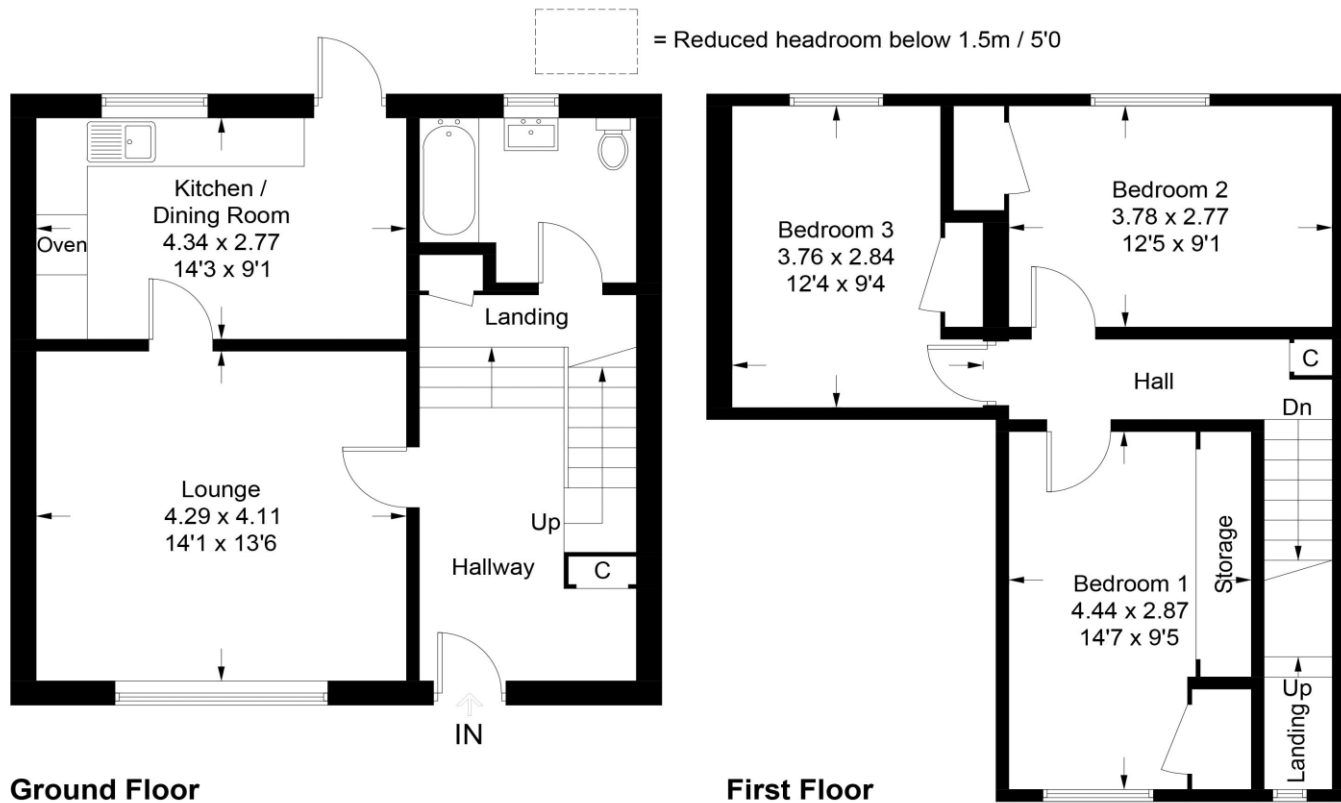 = Reduced headroom below 1.5m / 5'0
Kitchen /
Dining Room
4.34 x 2.77
14'3 x 9'1
Oven
Landing
Lounge
4.29 x 4.11
14'1 x 13'6
Up
Hallway
C
IN
Ground Floor
Bedroom 3
3.76 x 2.84
12'4 x 9'4
Bedroom 2
3.78 x 2.77
12'5 x 9'1
Hall
C
Dn
Bedroom 1
4.44 x 2.87
14'7 x 9'5
Storage
Up
Landing
First Floor